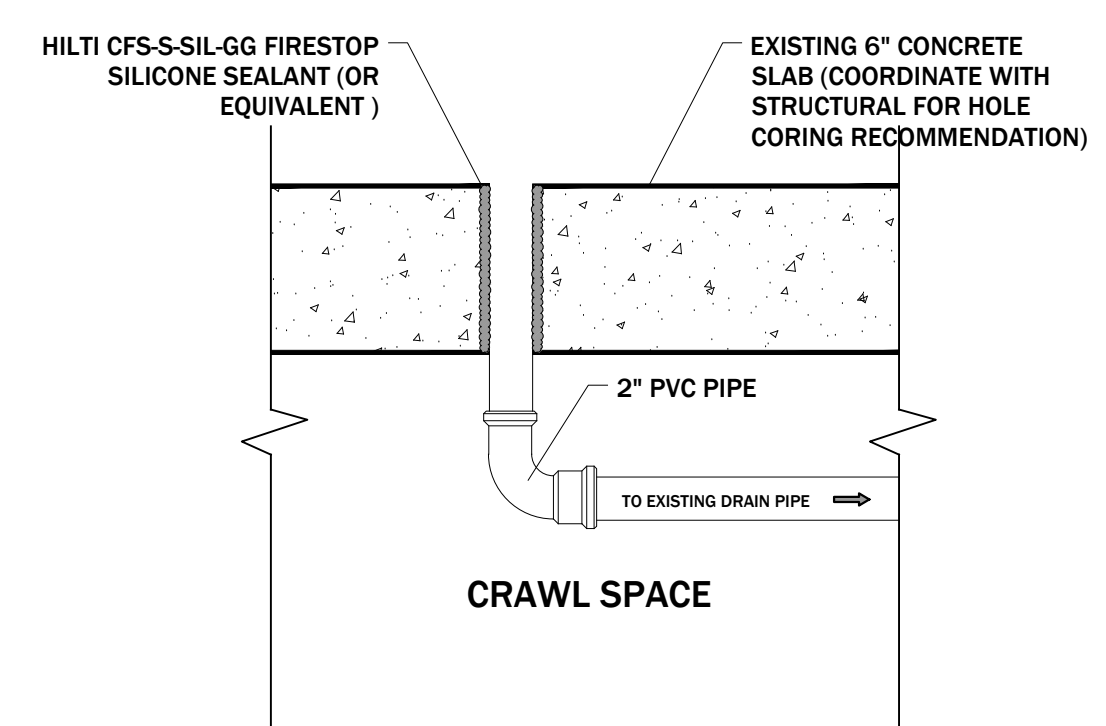 HILTI CFS-S-SIL-GG FIRESTOP
SILICONE SEALANT (OR
EQUIVALENT )
EXISTING 6" CONCRETE
SLAB (COORDINATE WITH
STRUCTURAL FOR HOLE
CORING RECOMMENDATION)
2" PVC PIPE
TO EXISTING DRAIN PIPE
CRAWL SPACE